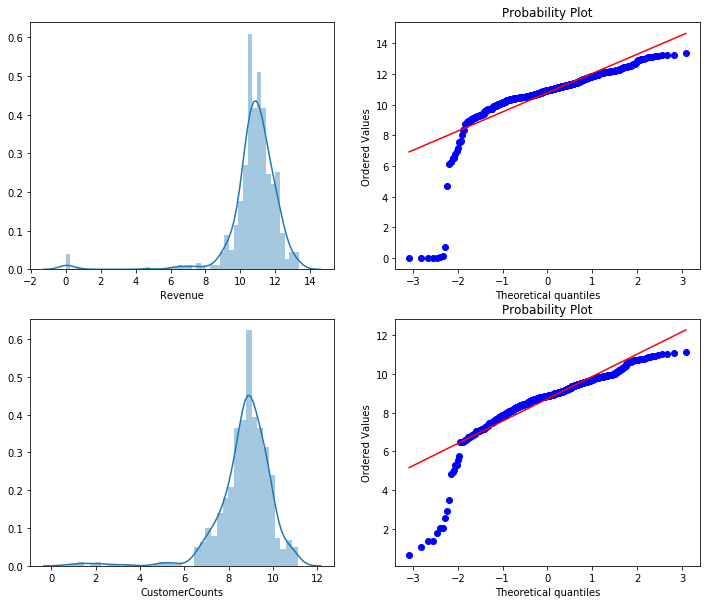 0.6
0.5
0.4
0.3
0.2
0.1
0.0
−2 0 2 4 6 8 10 12 14
Revenue
Probability Plot
14
12
10
8
6
4
2
0
Ordered Values
−3 −2 −1 0 1 2 3
Theoretical quantiles
0.6
0.5
0.4
0.3
0.2
0.1
0.0
0 2 4 6 8 10 12
CustomerCounts
Probability Plot
12
10
8
6
4
2
Ordered Values
−3 −2 −1 0 1 2 3
Theoretical quantiles